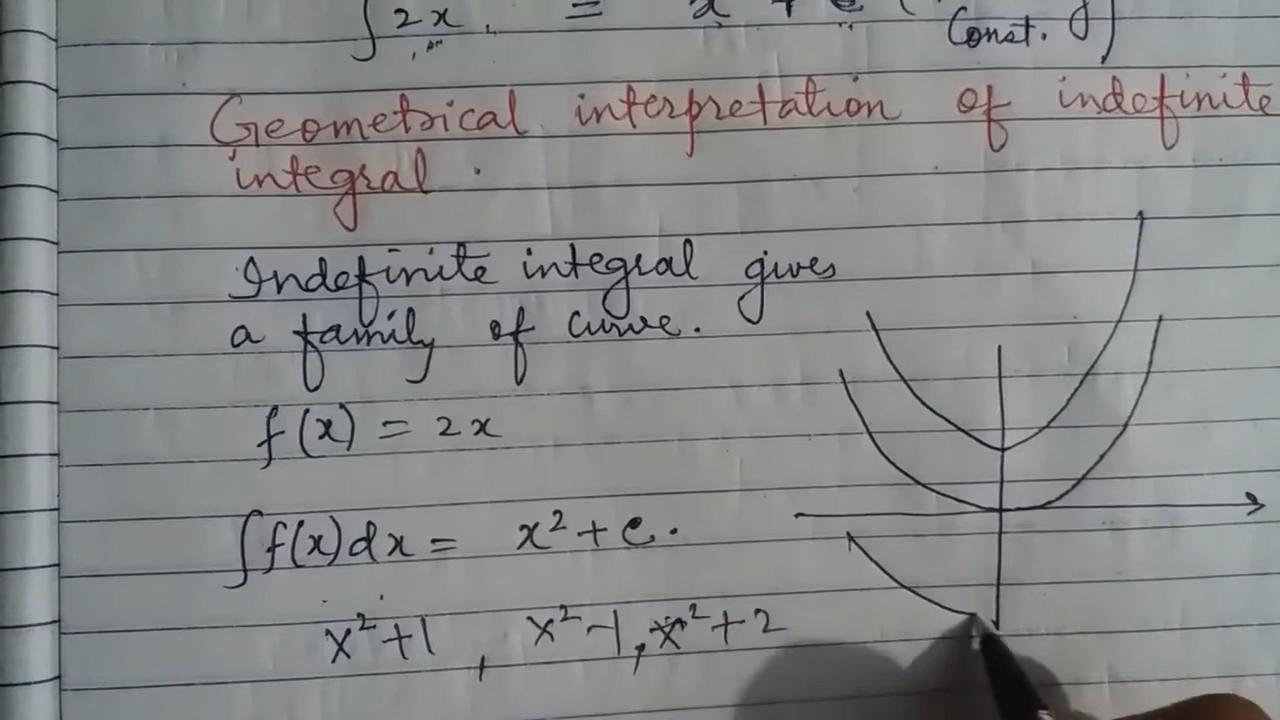 ∫ 2x = x + c
Const.
Geometrical interpretation of indefinite
integral.
Indefinite integral gives
a family of curve.
f(x) = 2x
∫f(x)dx = x² + c.
x²+1, x²-1, x²+2